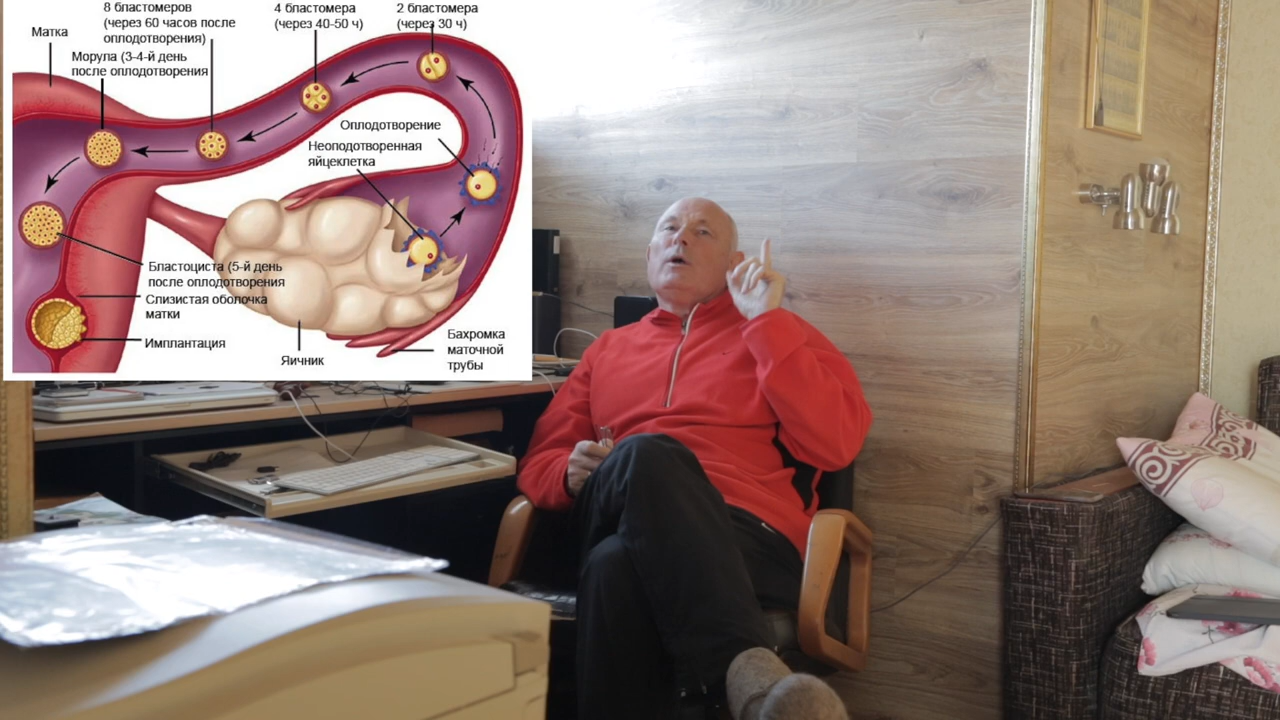 8 бластомеров
(через 60 часов после
оплодотворения)
4 бластомера
(через 40-50 ч)
2 бластомера
(через 30 ч)
Матка
Морула (3-4-й день
после оплодотворения
Оплодотворение
Неоподотворенная
яйцеклетка
Бластоциста (5-й день
после оплодотворения
Слизистая оболочка
матки
Имплантация
Яичник
Бахромка
маточной
трубы